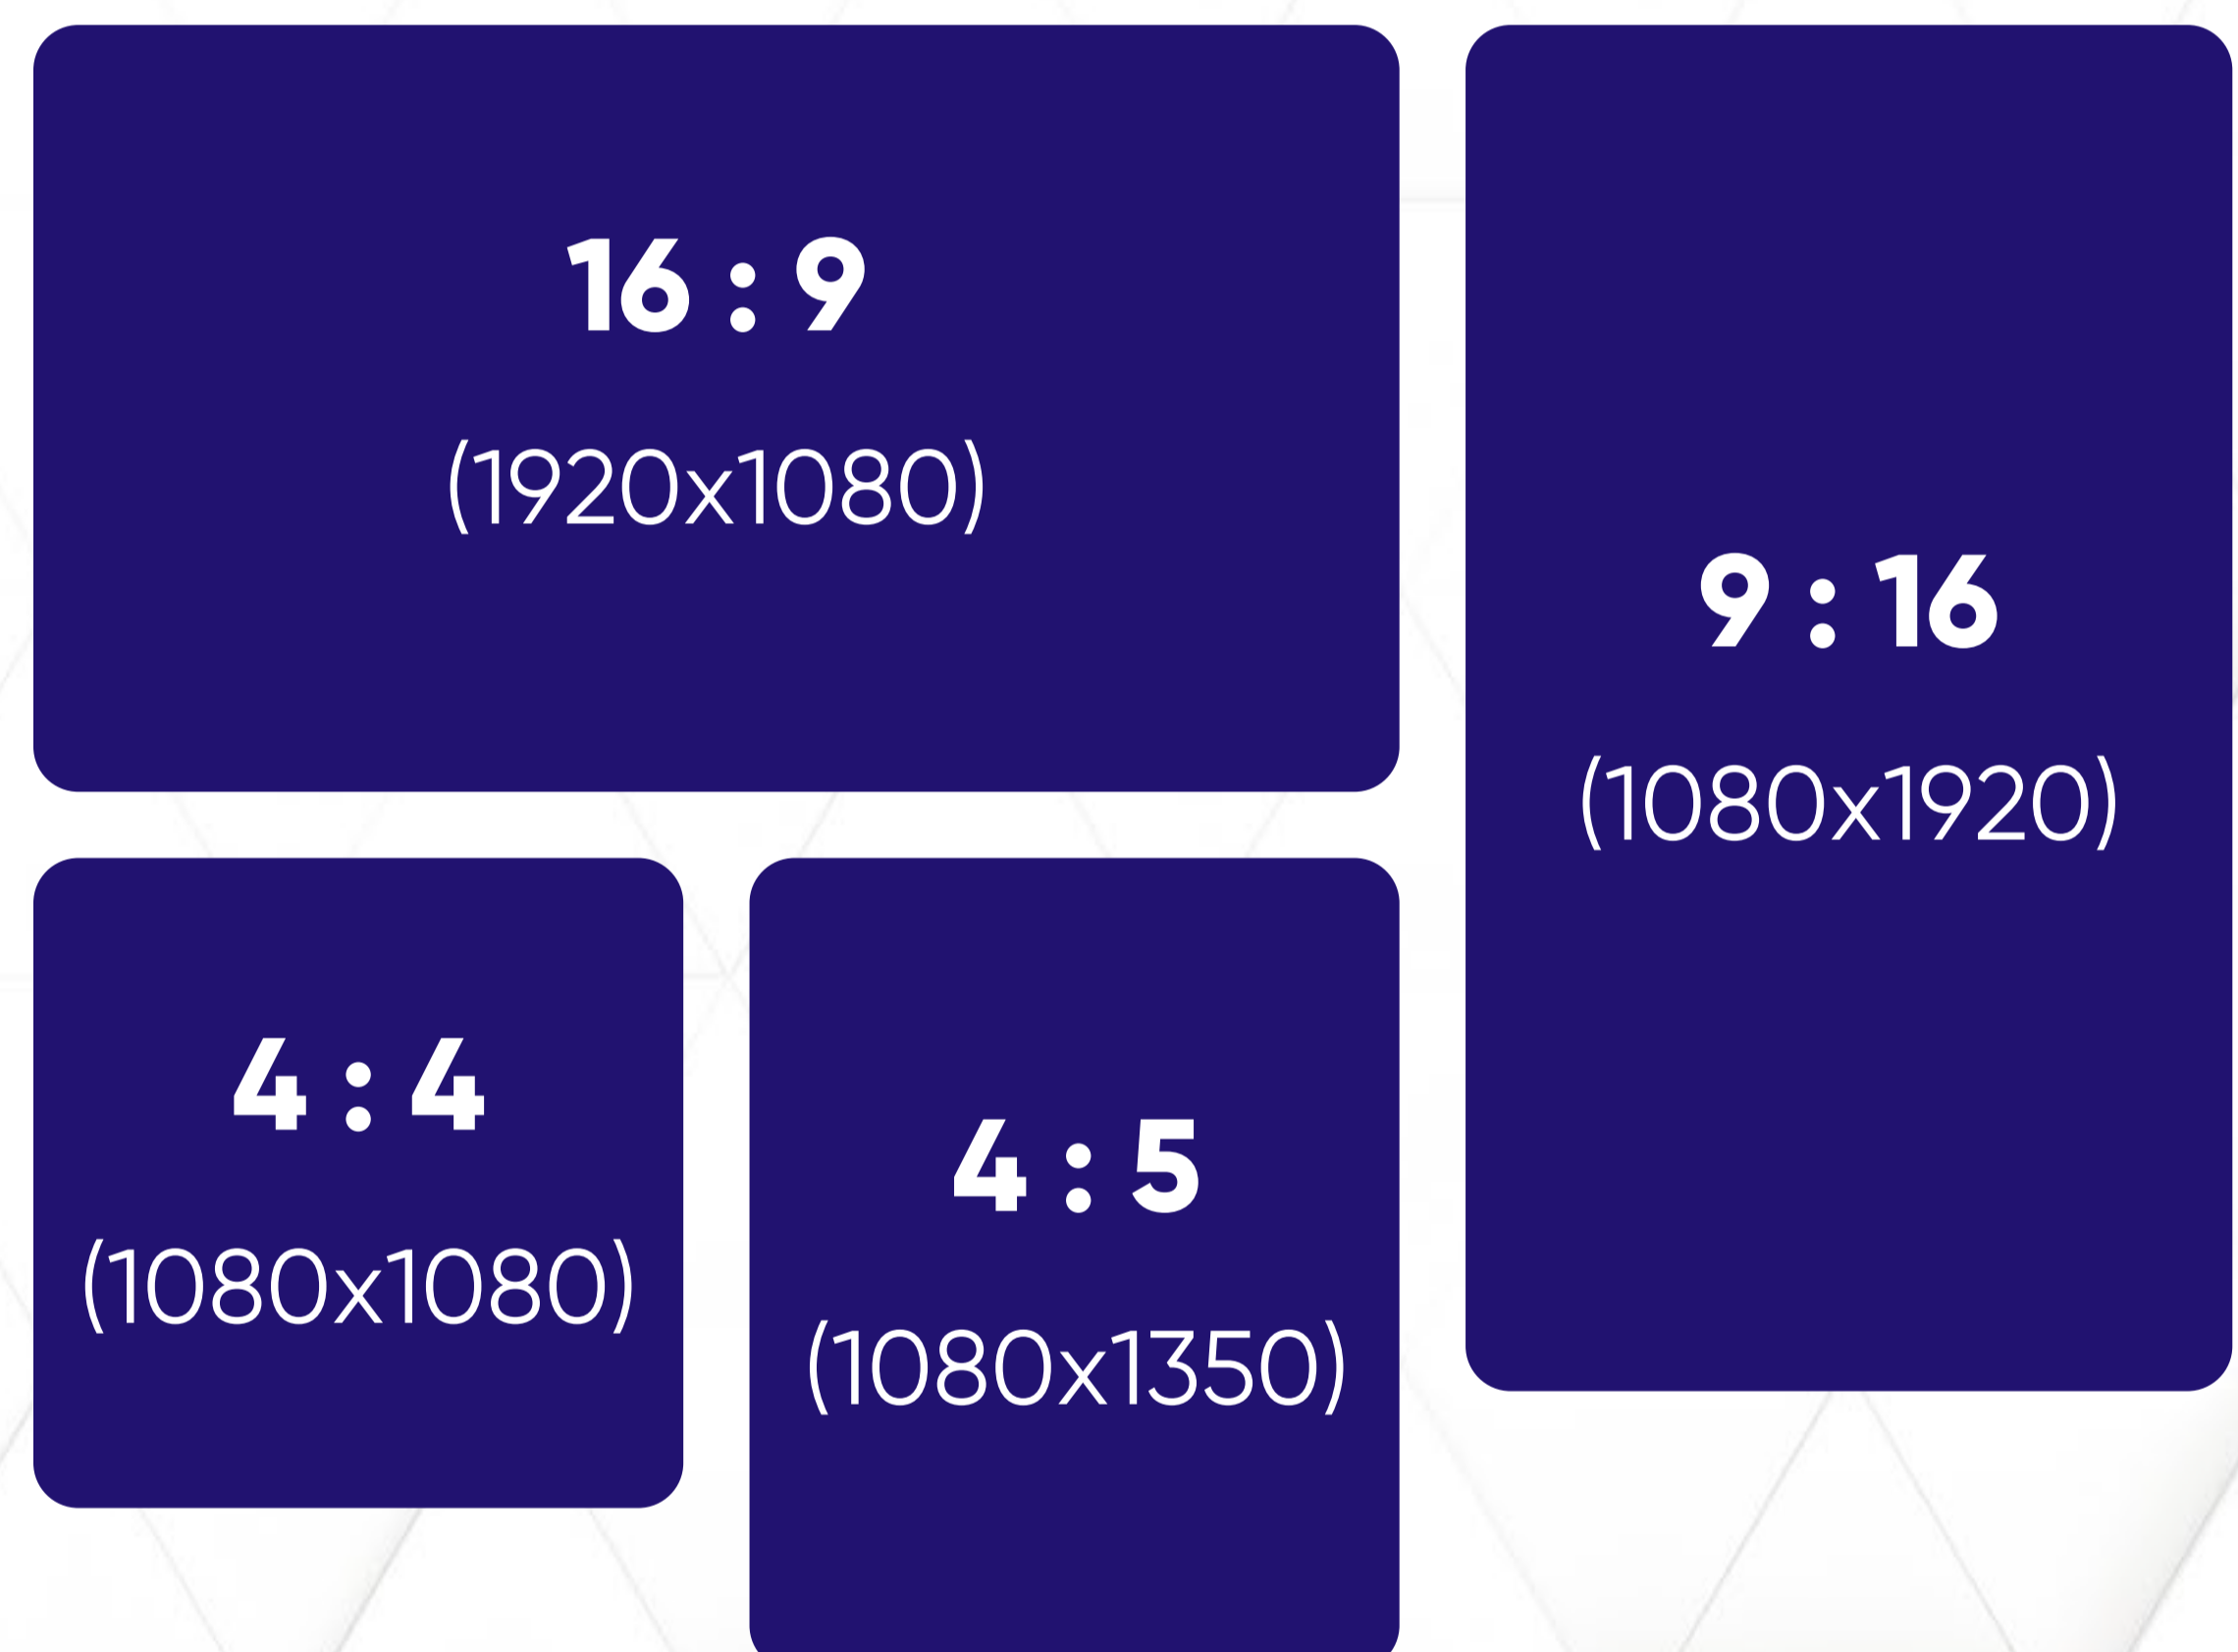 16 : 9
(1920x1080)
9 : 16
(1080x1920)
4 : 4
(1080x1080)
4 : 5
(1080x1350)